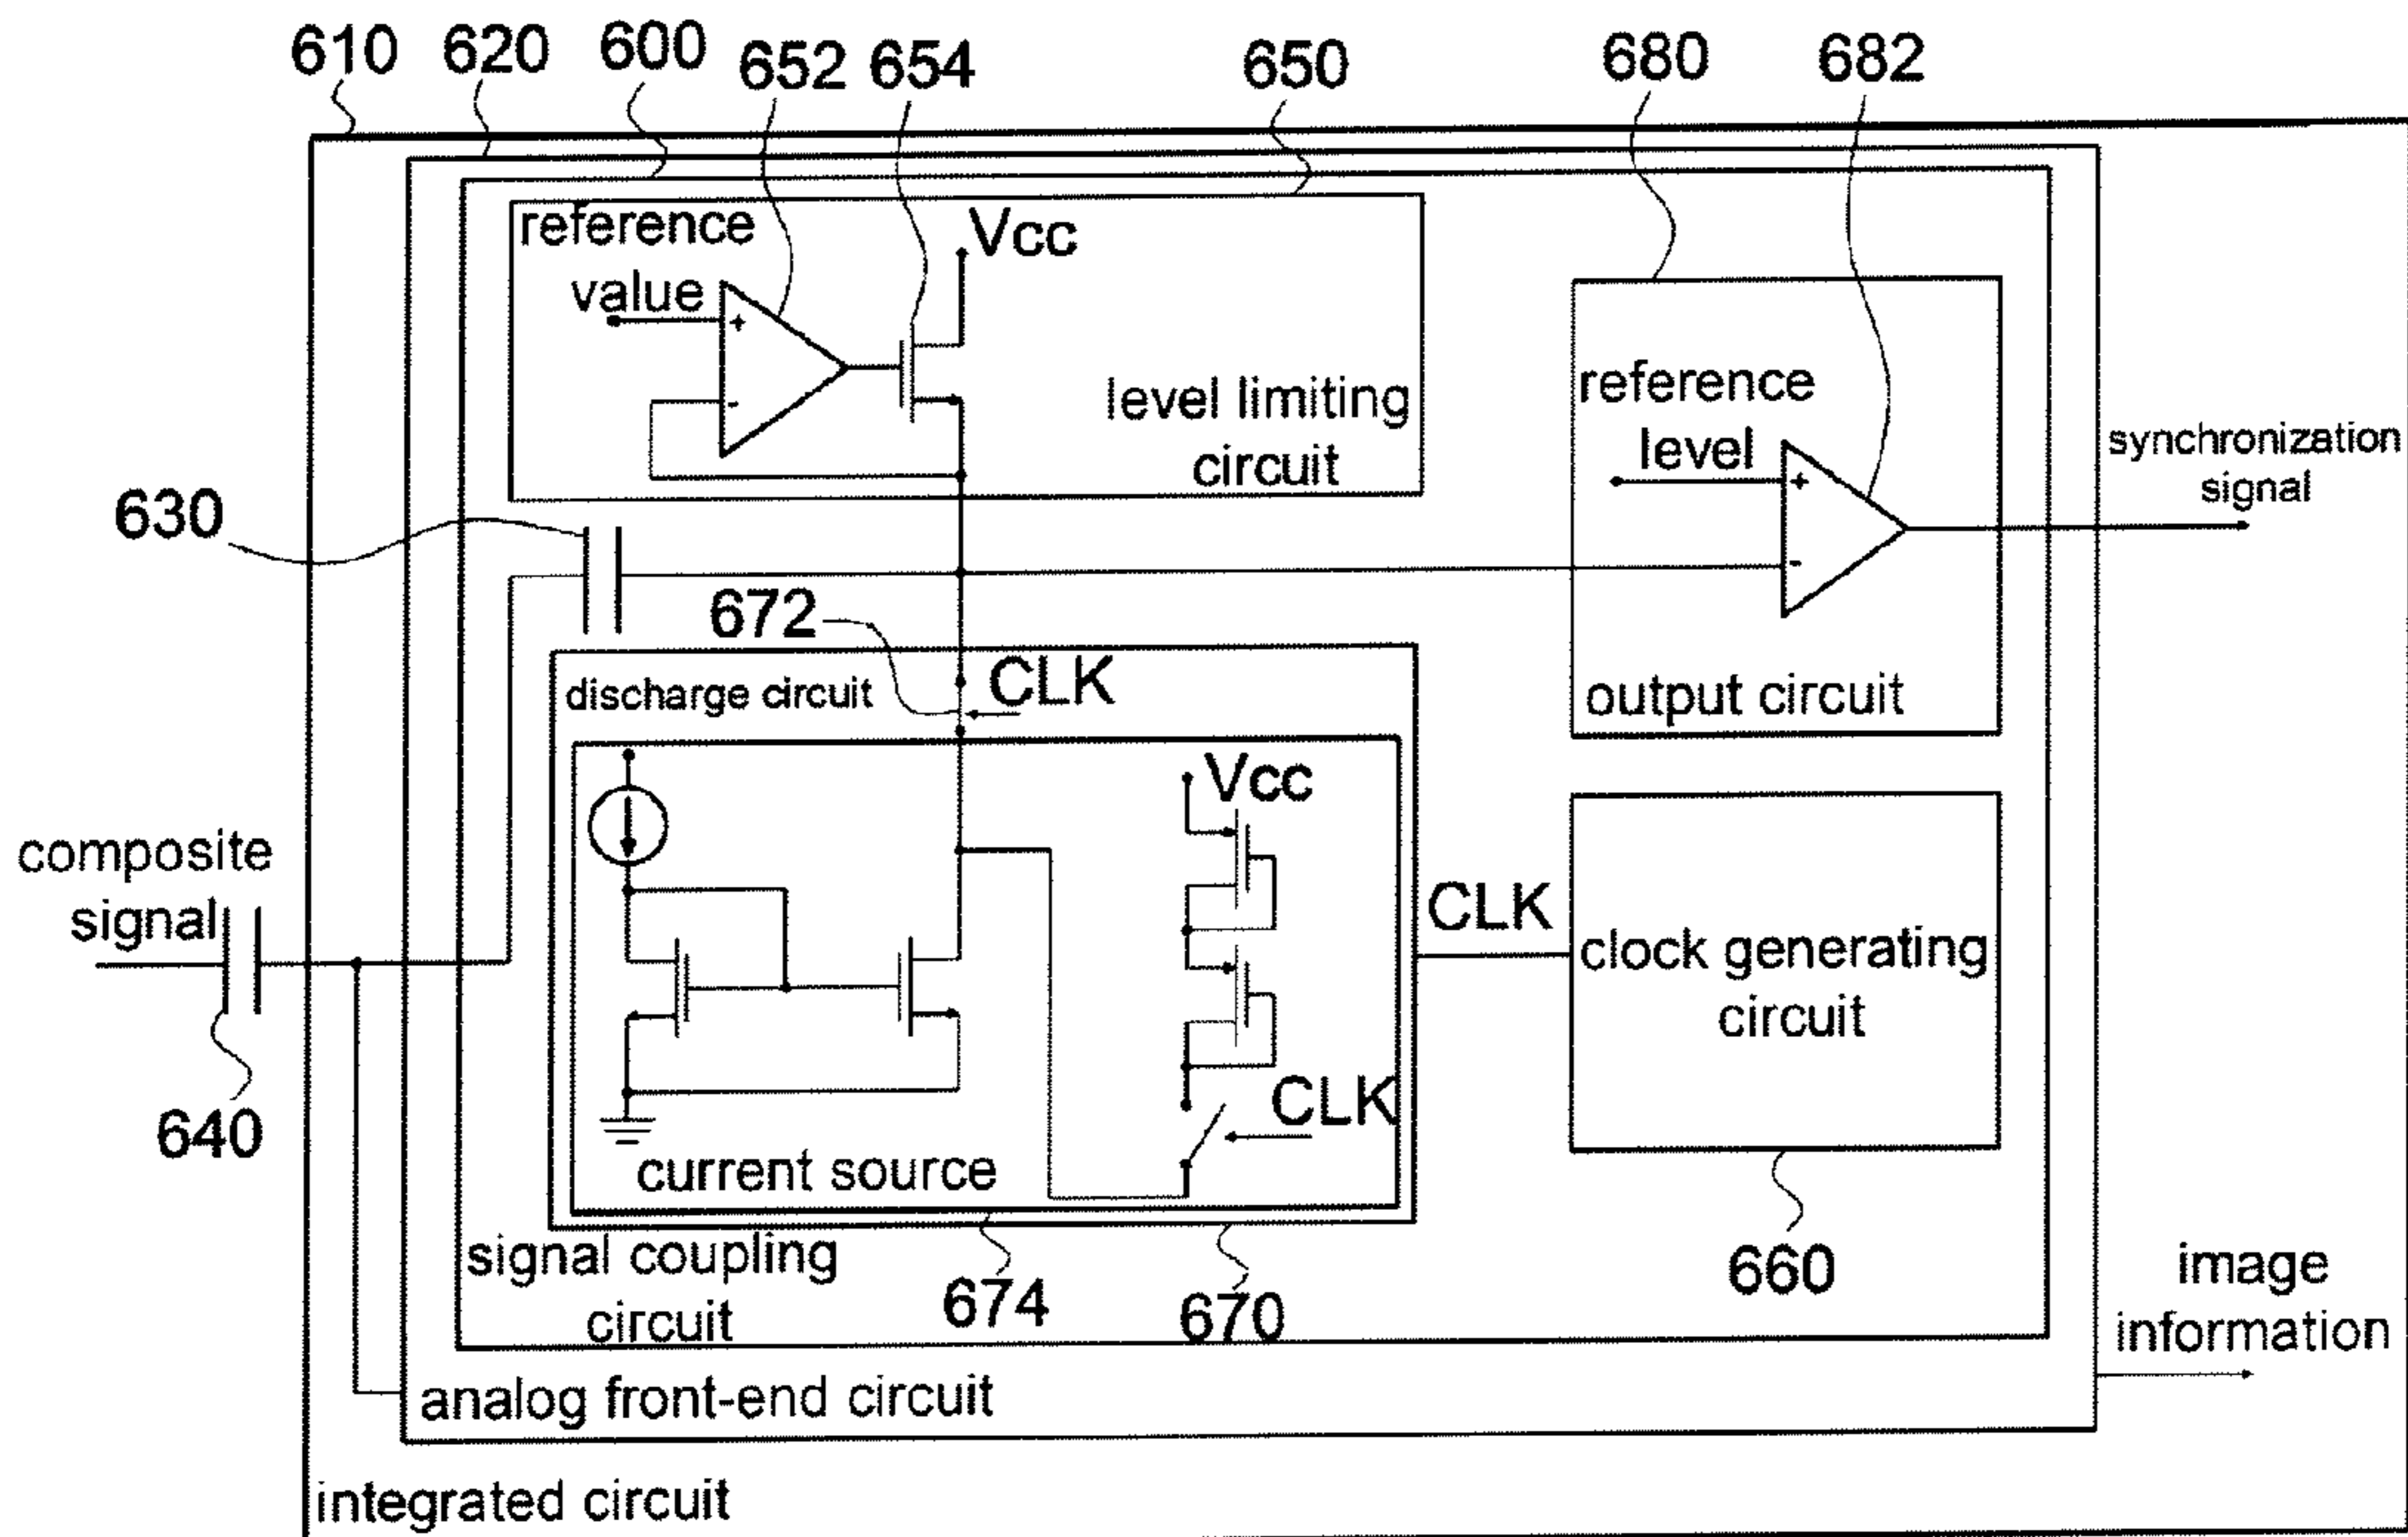 610 620 600 652 654 650 680 682
reference
value
Vcc
+
-
level limiting
circuit
reference
level
+
-
synchronization
signal
630
672
CLK
discharge circuit
output circuit
Vcc
composite
signal
CLK
clock generating
circuit
640
CLK
current source
signal coupling
circuit
674
670
660
image
information
analog front-end circuit
integrated circuit